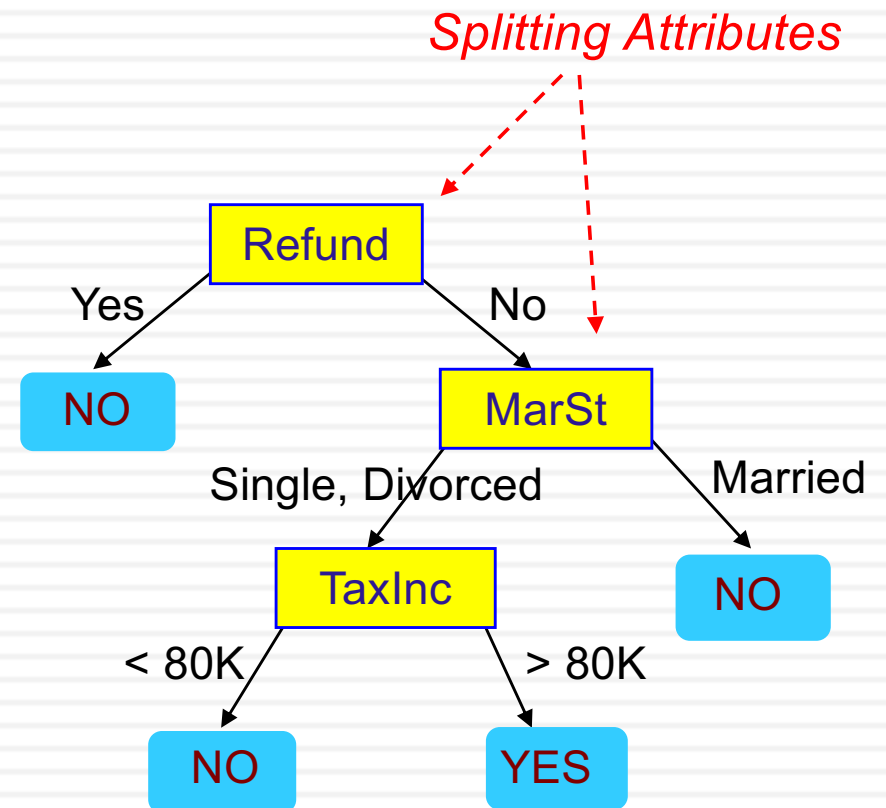 Splitting Attributes
Refund
Yes
No
NO
MarSt
Single, Divorced
Married
TaxInc
NO
< 80K
> 80K
NO
YES